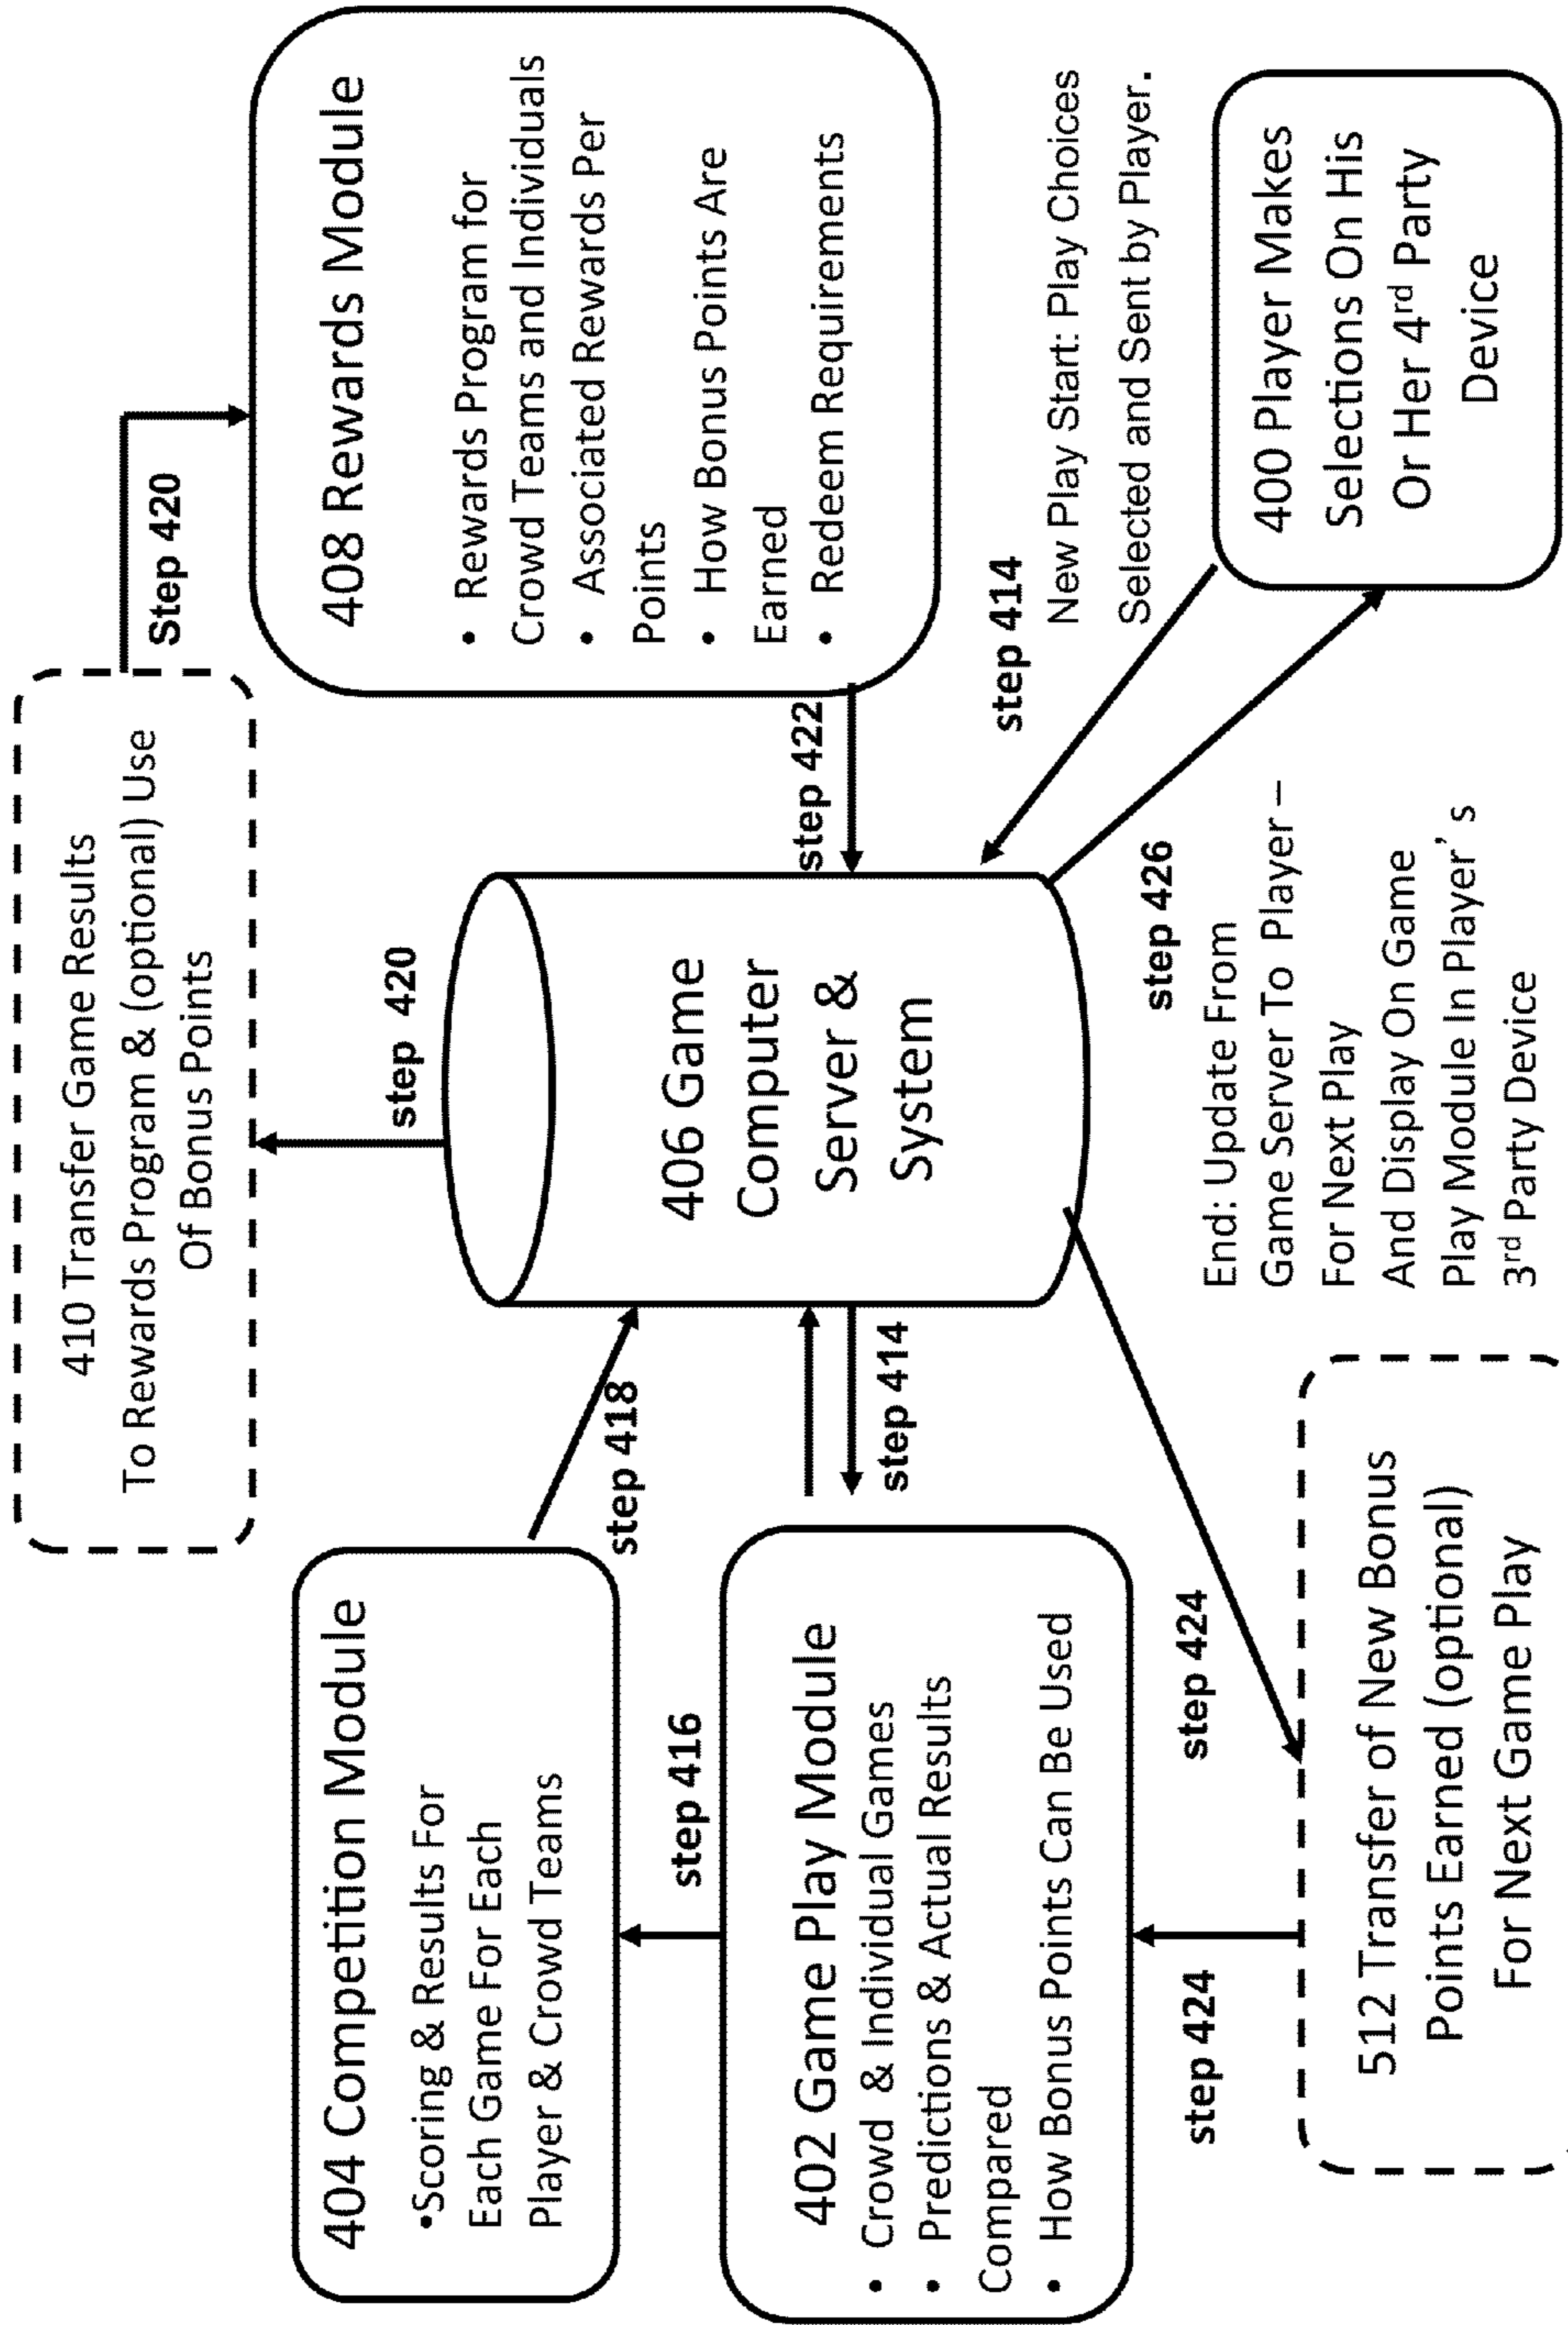 410 Transfer Game Results
To Rewards Program & (optional) Use
Of Bonus Points
Step 420
step 420
404 Competition Module
•Scoring & Results For
Each Game For Each
Player & Crowd Teams
step 418
step 416
402 Game Play Module
• Crowd & Individual Games
• Predictions & Actual Results
Compared
• How Bonus Points Can Be Used
step 414
406 Game
Computer
Server &
System
408 Rewards Module
• Rewards Program for
Crowd Teams and Individuals
• Associated Rewards Per
Points
• How Bonus Points Are
Earned
• Redeem Requirements
step 422
step 414
New Play Start: Play Choices
Selected and Sent by Player.
400 Player Makes
Selections On His
Or Her 4rd Party
Device
step 426
End: Update From
Game Server To Player –
For Next Play
And Display On Game
Play Module In Player's
3rd Party Device
step 424
step 424
512 Transfer of New Bonus
Points Earned (optional)
For Next Game Play